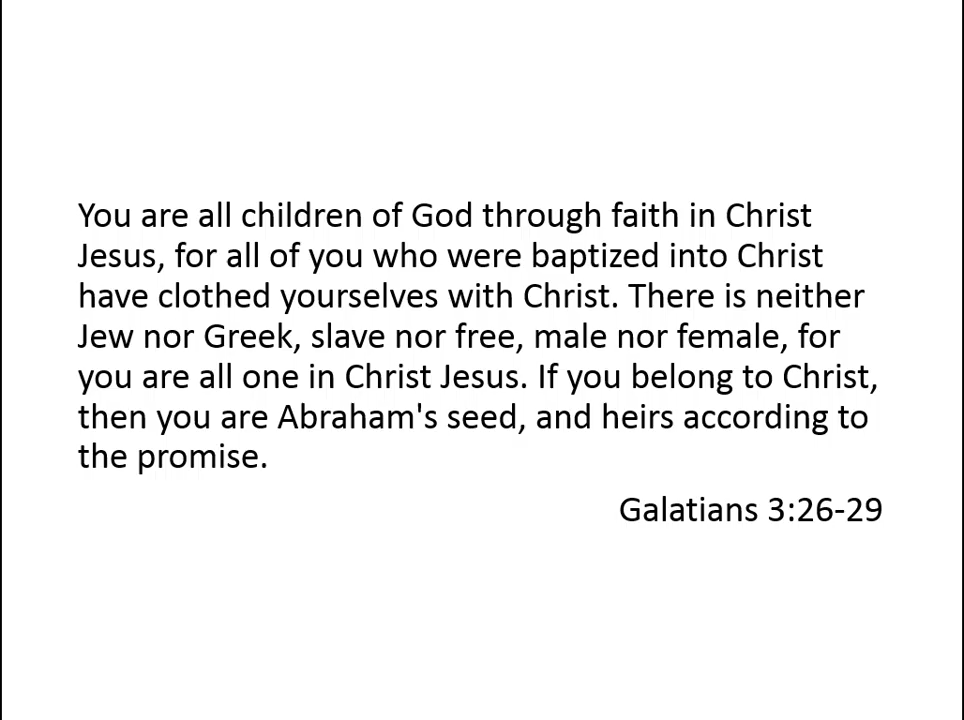 You are all children of God through faith in Christ
Jesus, for all of you who were baptized into Christ
have clothed yourselves with Christ. There is neither
Jew nor Greek, slave nor free, male nor female, for
you are all one in Christ Jesus. If you belong to Christ,
then you are Abraham's seed, and heirs according to
the promise.
Galatians 3:26-29